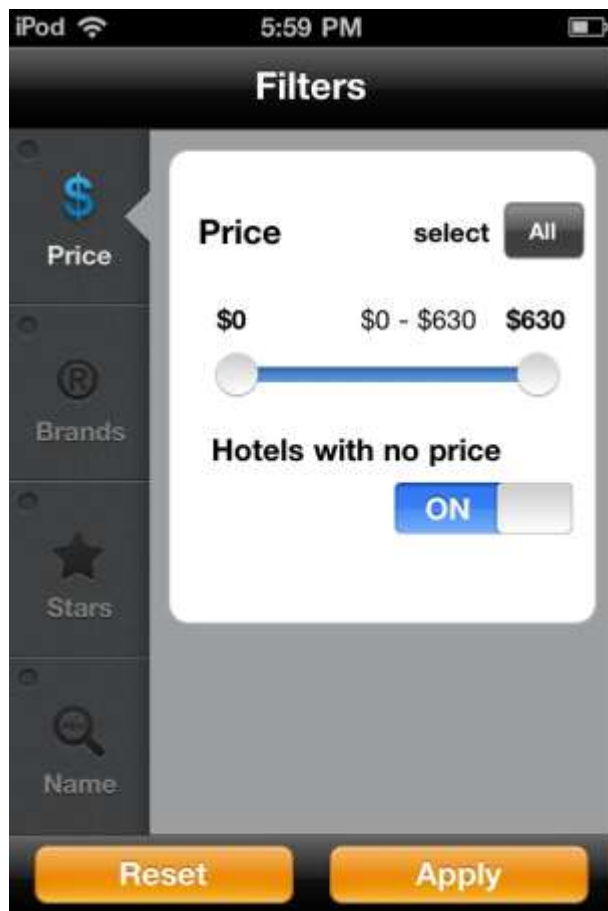 iPod 5:59 PM
Filters
$
Price
®
Brands
Stars
Name
Price select All
$0 $0 - $630 $630
Hotels with no price
ON
Reset Apply